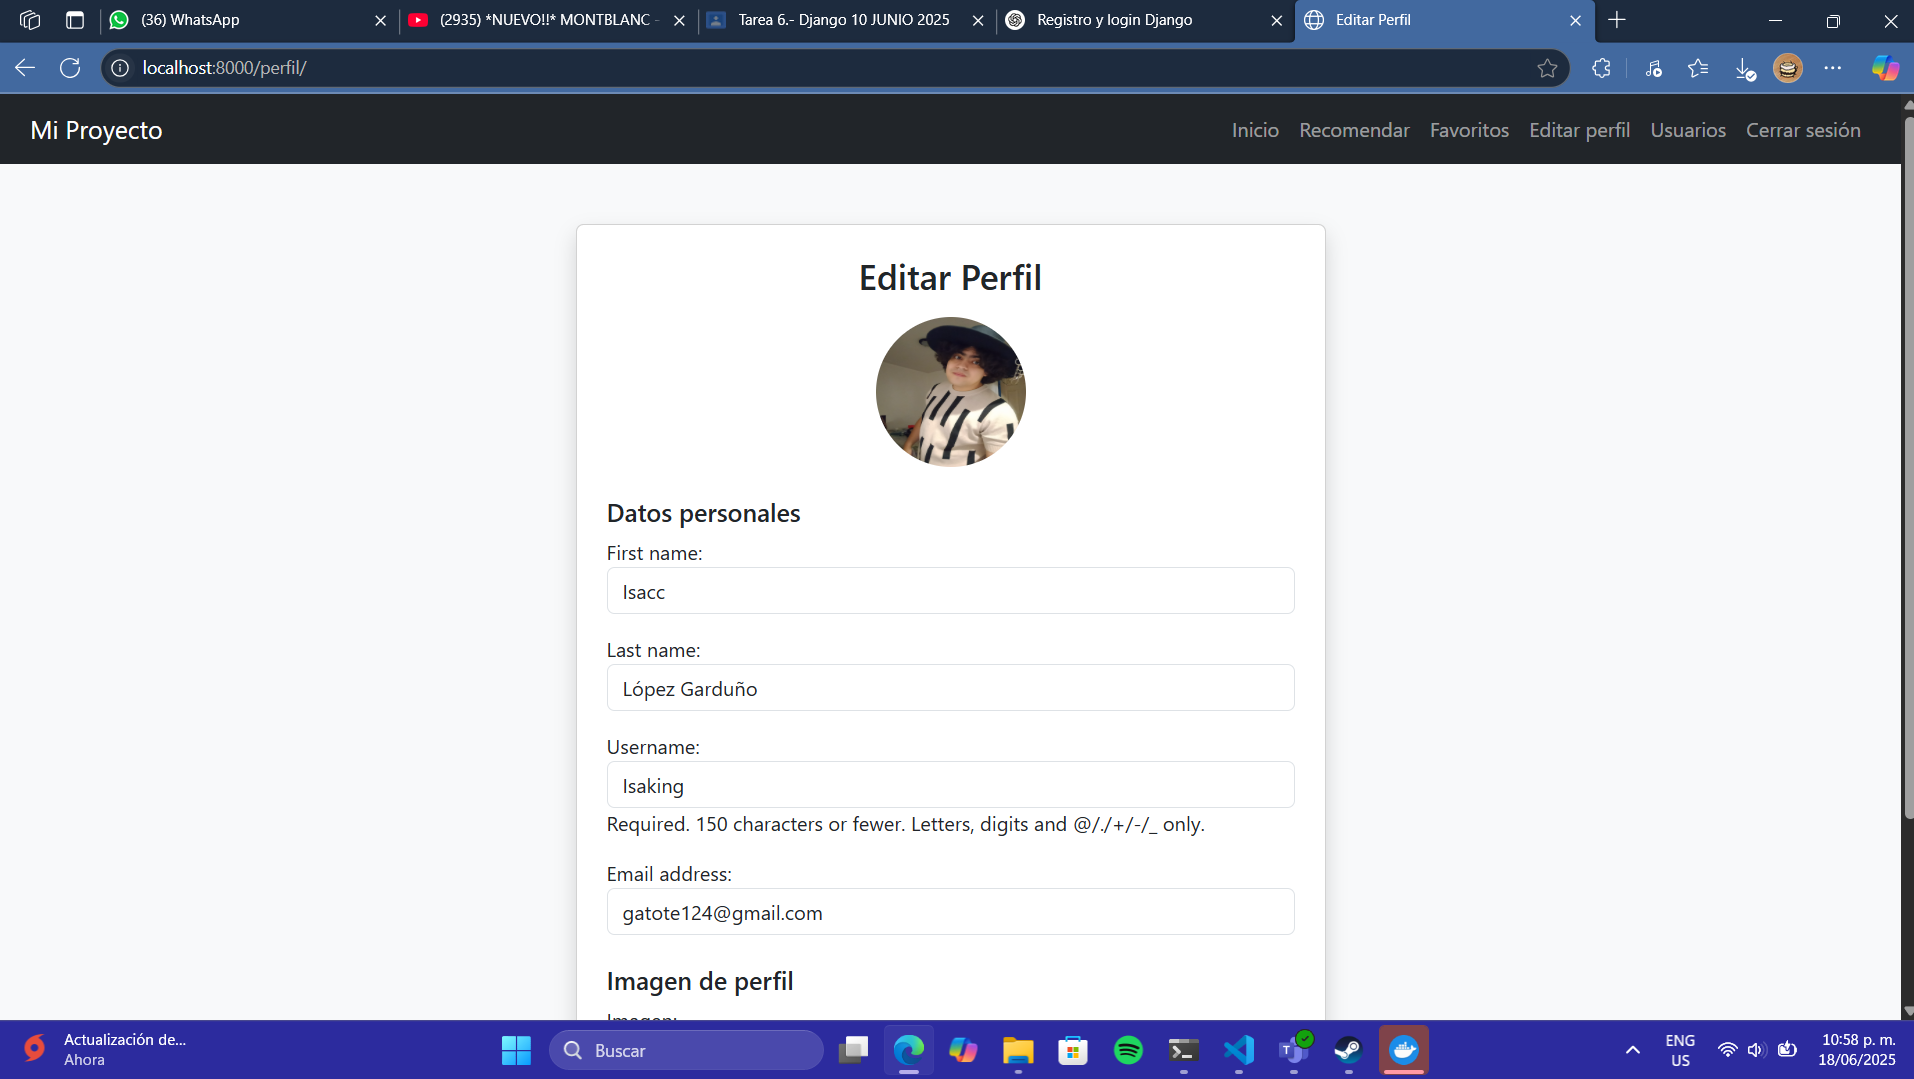 (36) WhatsApp
(2935) *NUEVO!!* MONTBLANC -
Tarea 6.- Django 10 JUNIO 2025
Registro y login Django
Editar Perfil
localhost:8000/perfil/
Mi Proyecto
Inicio Recomendar Favoritos Editar perfil Usuarios Cerrar sesión
Editar Perfil
Datos personales
First name:
Isacc
Last name:
López Garduño
Username:
Isaking
Required. 150 characters or fewer. Letters, digits and @/./+/-/_ only.
Email address:
gatote124@gmail.com
Imagen de perfil
Imagen:
Actualización de...
Ahora
Buscar
ENG
US
10:58 p. m.
18/06/2025